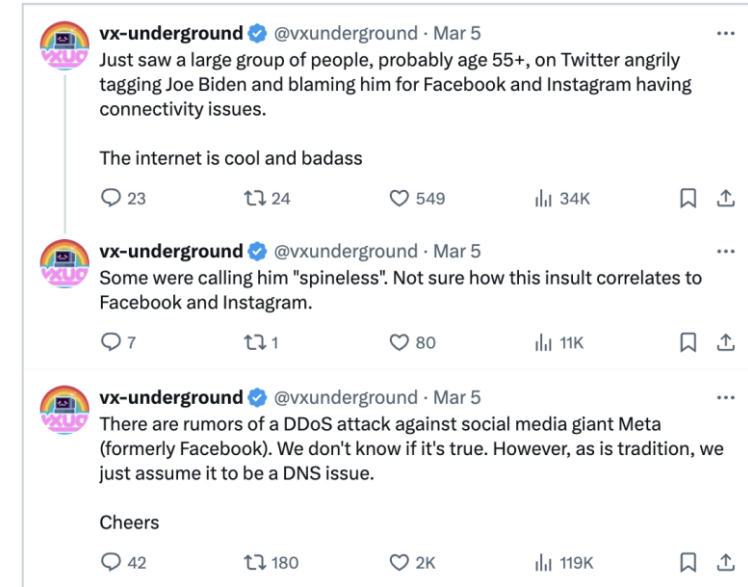 vx-underground @vxunderground · Mar 5
Just saw a large group of people, probably age 55+, on Twitter angrily
tagging Joe Biden and blaming him for Facebook and Instagram having
connectivity issues.
The internet is cool and badass
23 24 549 34K
vx-underground @vxunderground · Mar 5
Some were calling him "spineless". Not sure how this insult correlates to
Facebook and Instagram.
7 1 80 11K
vx-underground @vxunderground · Mar 5
There are rumors of a DDoS attack against social media giant Meta
(formerly Facebook). We don't know if it's true. However, as is tradition, we
just assume it to be a DNS issue.
Cheers
42 180 2K 119K